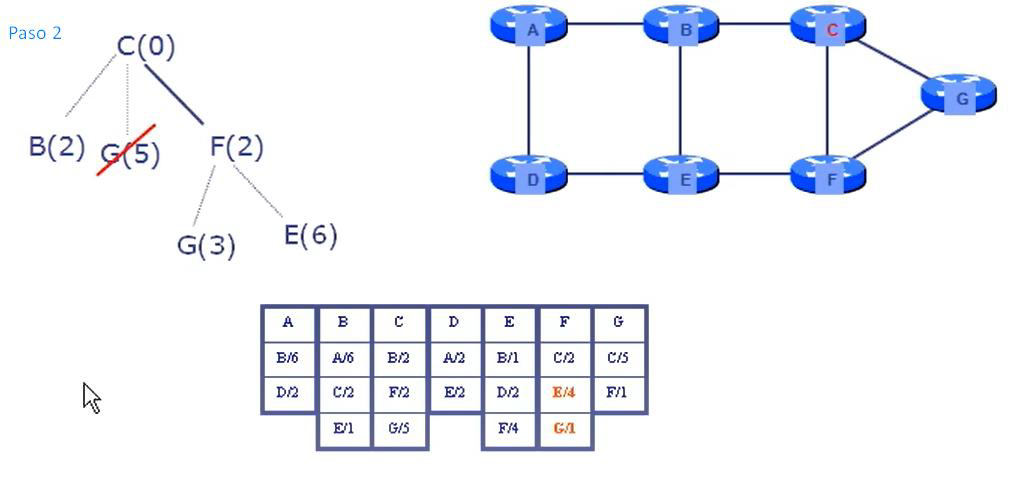 Paso 2
C(0)
B(2) G(5) F(2)
G(3) E(6)
A B C
G
D E F
A B C D E F G
B/6 A/6 B/2 A/2 B/1 C/2 C/5
D/2 C/2 F/2 E/2 D/2 E/4 F/1
E/1 G/5 F/4 G/1